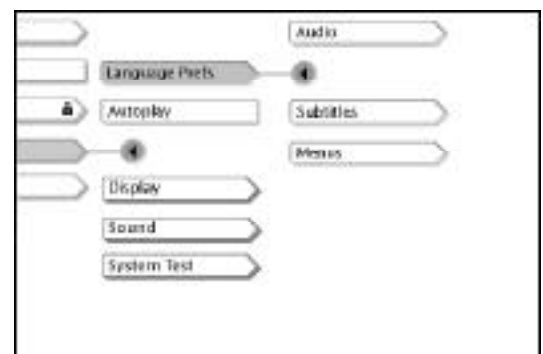 Audio
Language Prefs
Autoplay
Subtitles
Menus
Display
Sound
System Test